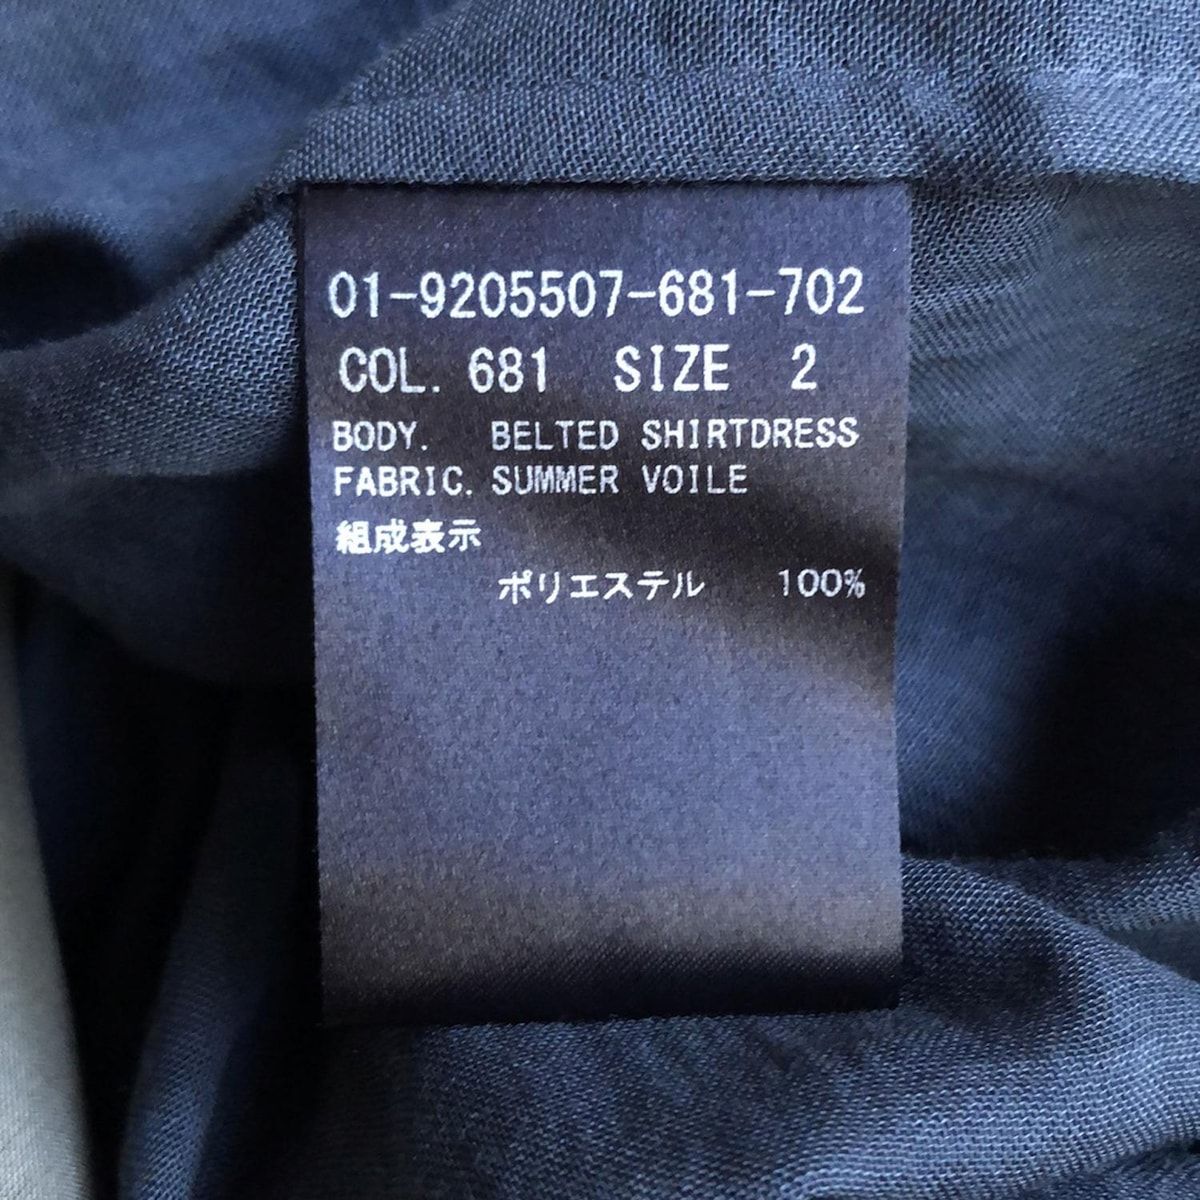 01-9205507-681-702
COL. 681 SIZE 2
BODY. BELTED SHIRTDRESS
FABRIC. SUMMER VOILE
組成表示
ポリエステル 100%